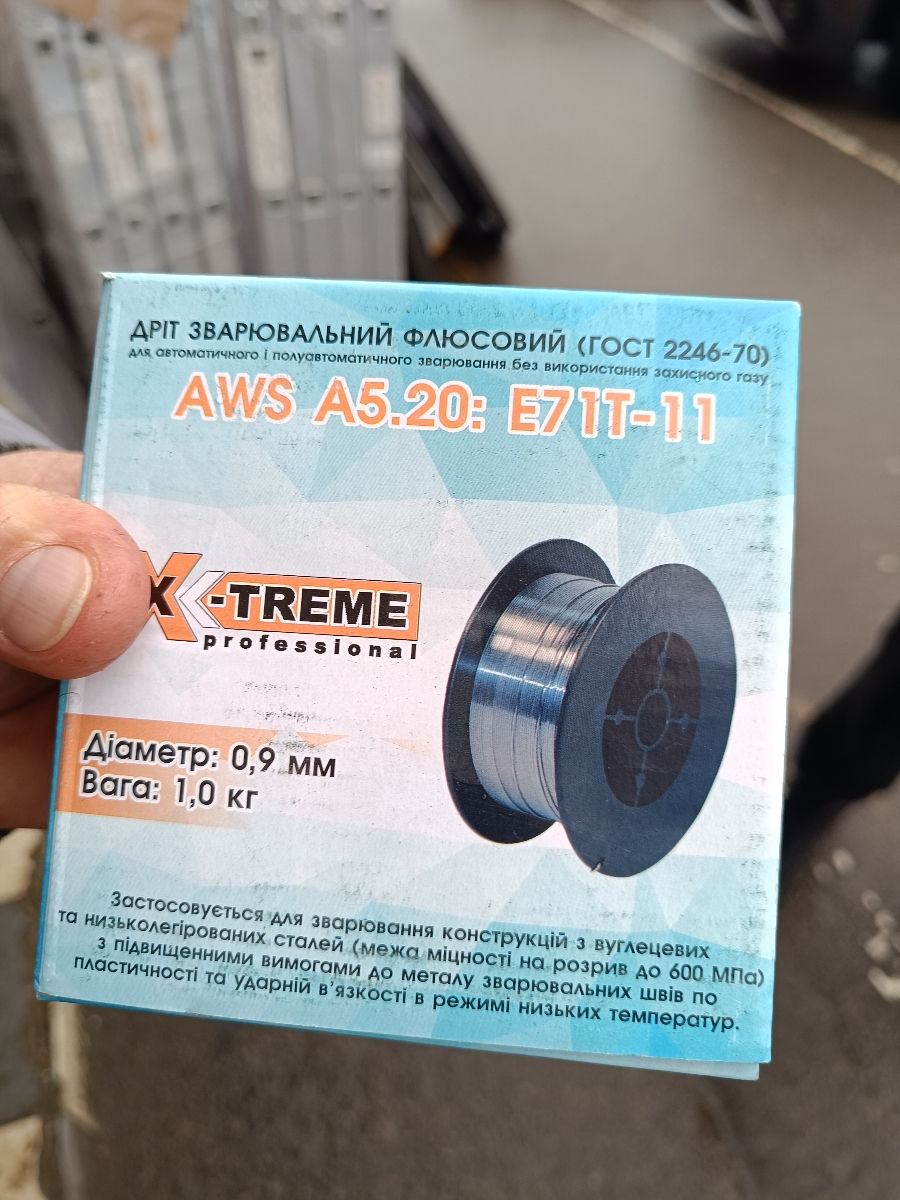 ДРІТ ЗВАРЮВАЛЬНИЙ ФЛЮСОВИЙ (ГОСТ 2246-70)
для автоматичного і полуавтоматичного зварювання без використання захисного газу
AWS A5.20: E71T-11
X-TREME
professional
Діаметр: 0,9 мм
Вага: 1,0 кг
Застосовується для зварювання конструкцій з вуглецевих
та низьколегірованих сталей (межа міцності на розрив до 600 МПа)
з підвищенними вимогами до металу зварювальних швів по
пластичності та ударній в'язкості в режимі низьких температур.